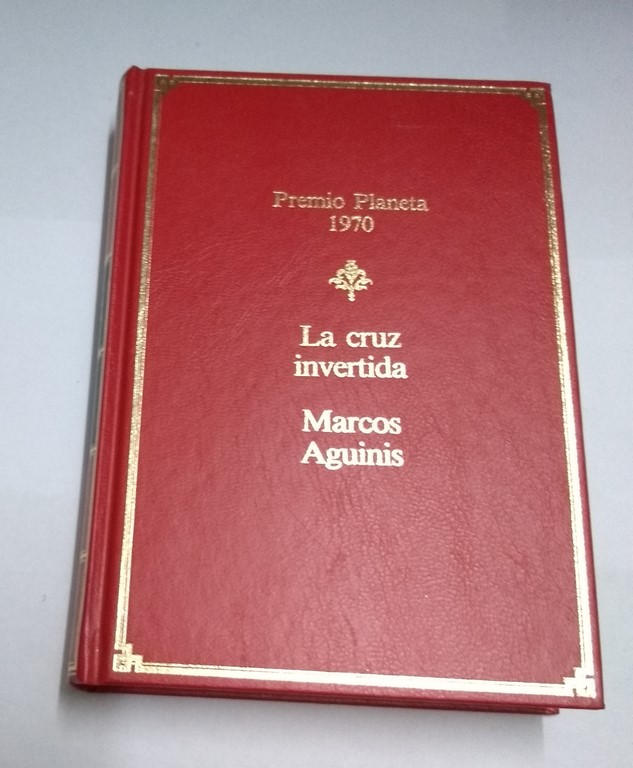 Premio Planeta
1970
La cruz
invertida
Marcos
Aguinis